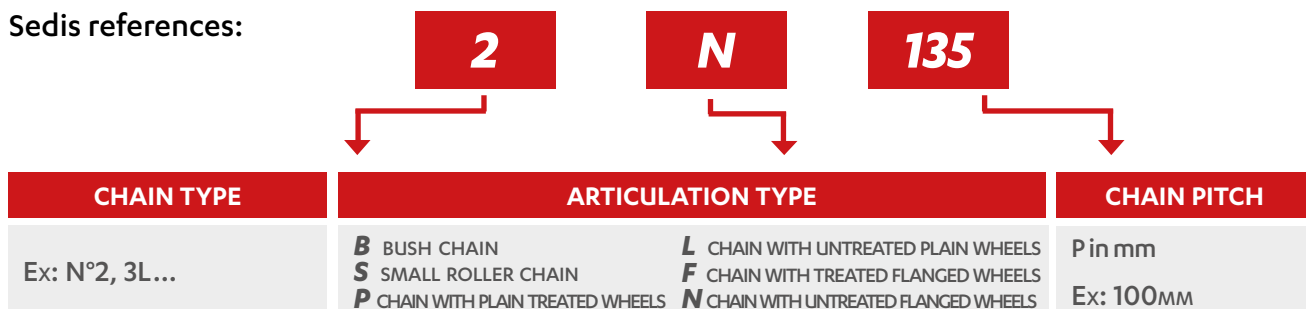 Sedis references:
2 N 135
CHAIN TYPE ARTICULATION TYPE CHAIN PITCH
Ex: N°2, 3L...
B BUSH CHAIN
S SMALL ROLLER CHAIN
P CHAIN WITH PLAIN TREATED WHEELS
L CHAIN WITH UNTREATED PLAIN WHEELS
F CHAIN WITH TREATED FLANGED WHEELS
N CHAIN WITH UNTREATED FLANGED WHEELS
P in mm
Ex: 100MM